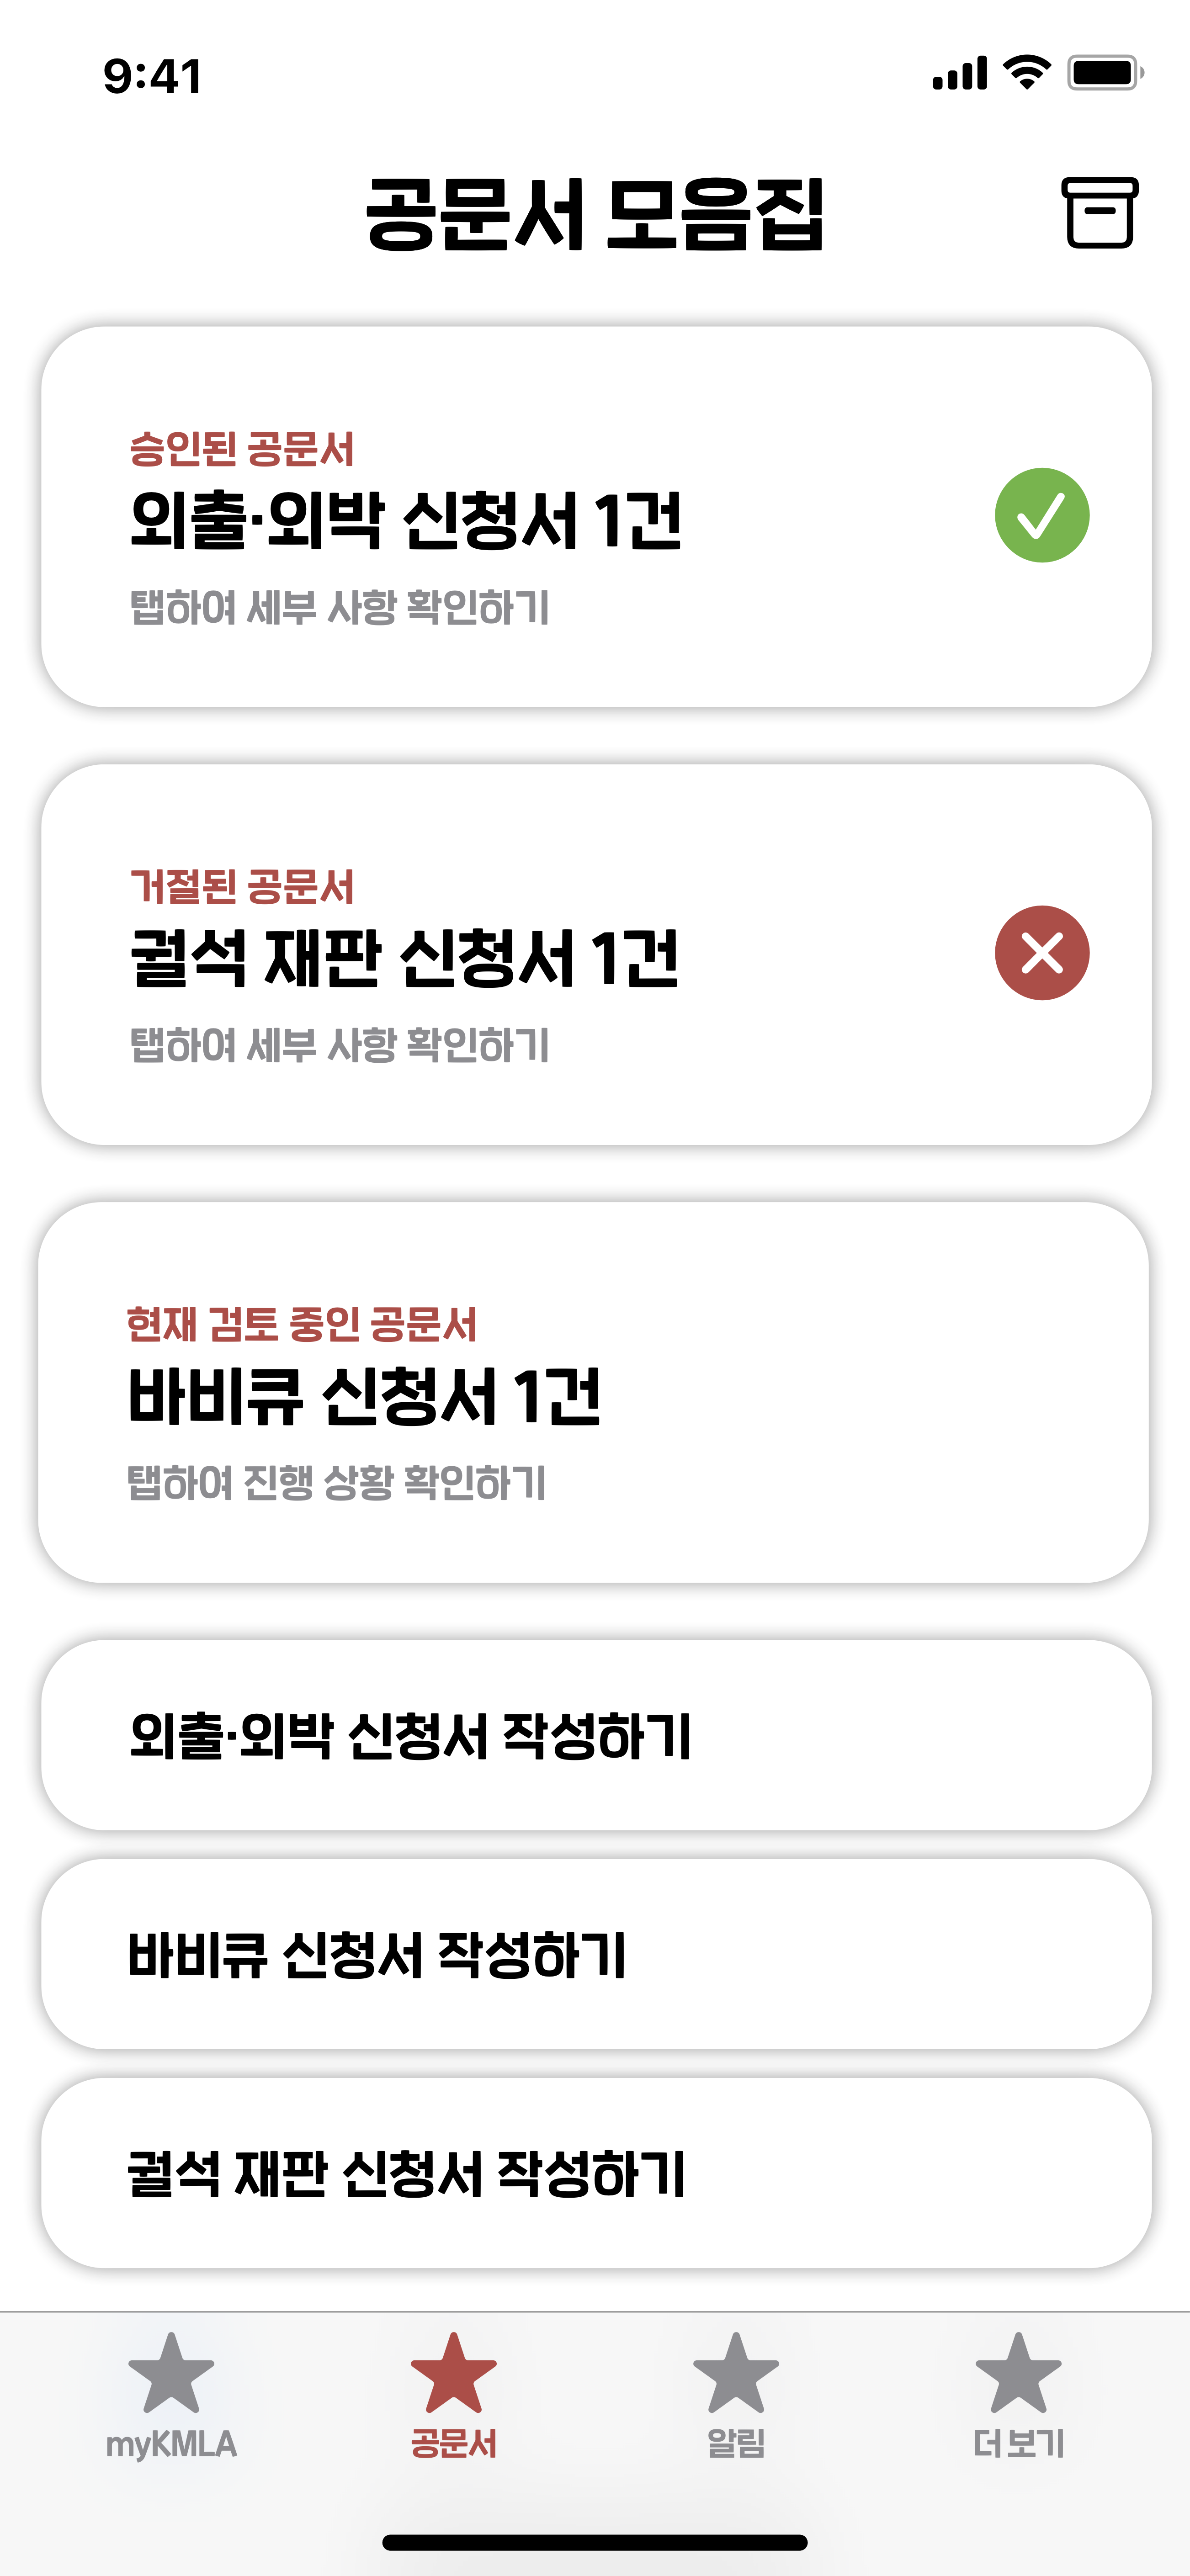 9:41
공문서 모음집
승인된 공문서
외출·외박 신청서 1건
탭하여 세부 사항 확인하기
거절된 공문서
궐석 재판 신청서 1건
탭하여 세부 사항 확인하기
현재 검토 중인 공문서
바비큐 신청서 1건
탭하여 진행 상황 확인하기
외출·외박 신청서 작성하기
바비큐 신청서 작성하기
궐석 재판 신청서 작성하기
myKMLA 공문서 알림 더 보기